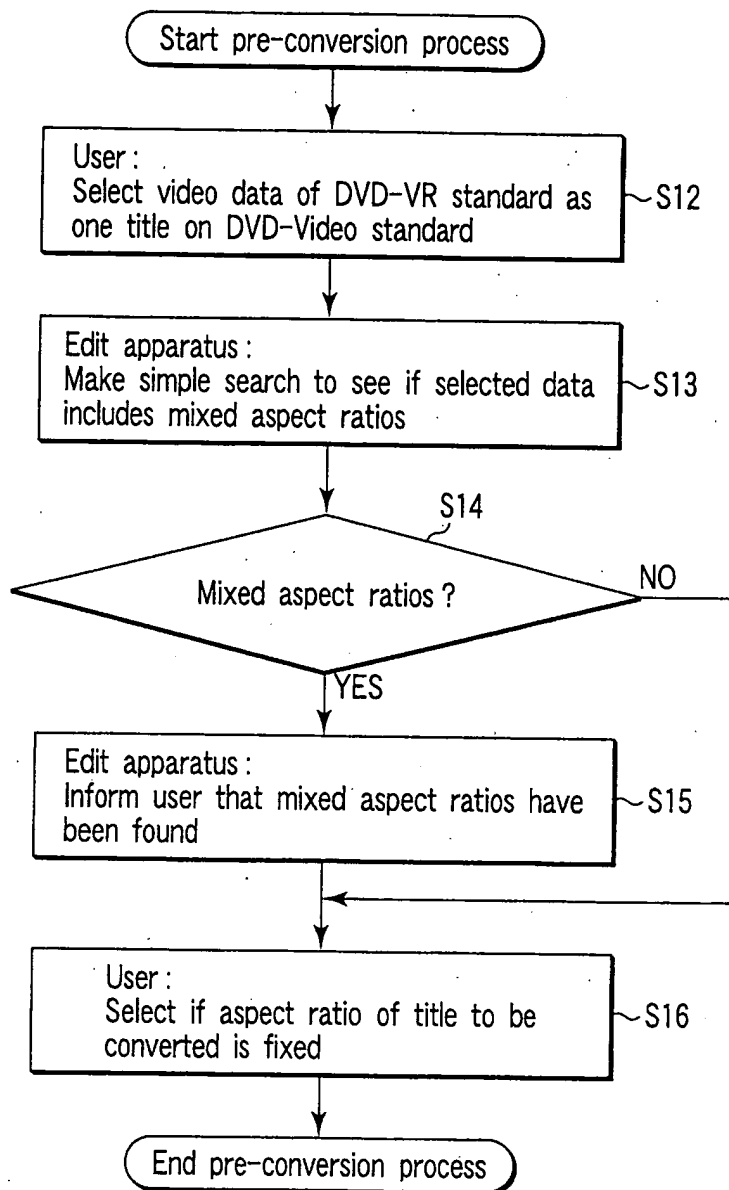 Start pre-conversion process
User :
Select video data of DVD-VR standard as
one title on DVD-Video standard
S12
Edit apparatus :
Make simple search to see if selected data
includes mixed aspect ratios
S13
S14
Mixed aspect ratios ?
NO
YES
Edit apparatus :
Inform user that mixed aspect ratios have
been found
S15
User :
Select if aspect ratio of title to be
converted is fixed
S16
End pre-conversion process